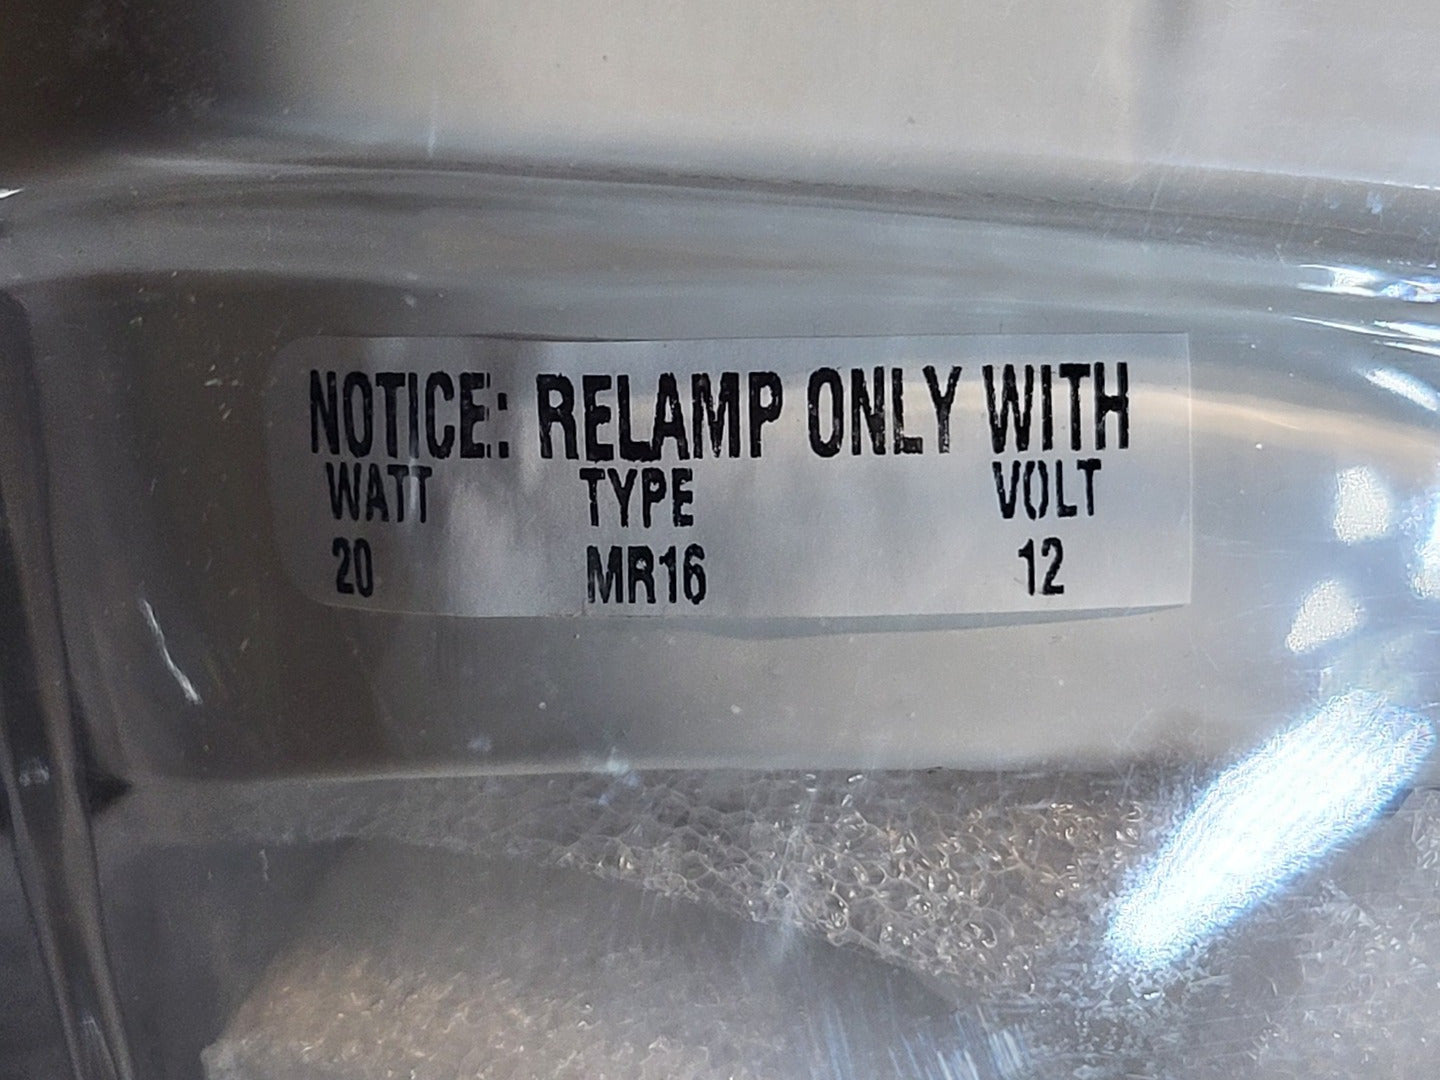 NOTICE: RELAMP ONLY WITH
WATT TYPE VOLT
20 MR16 12